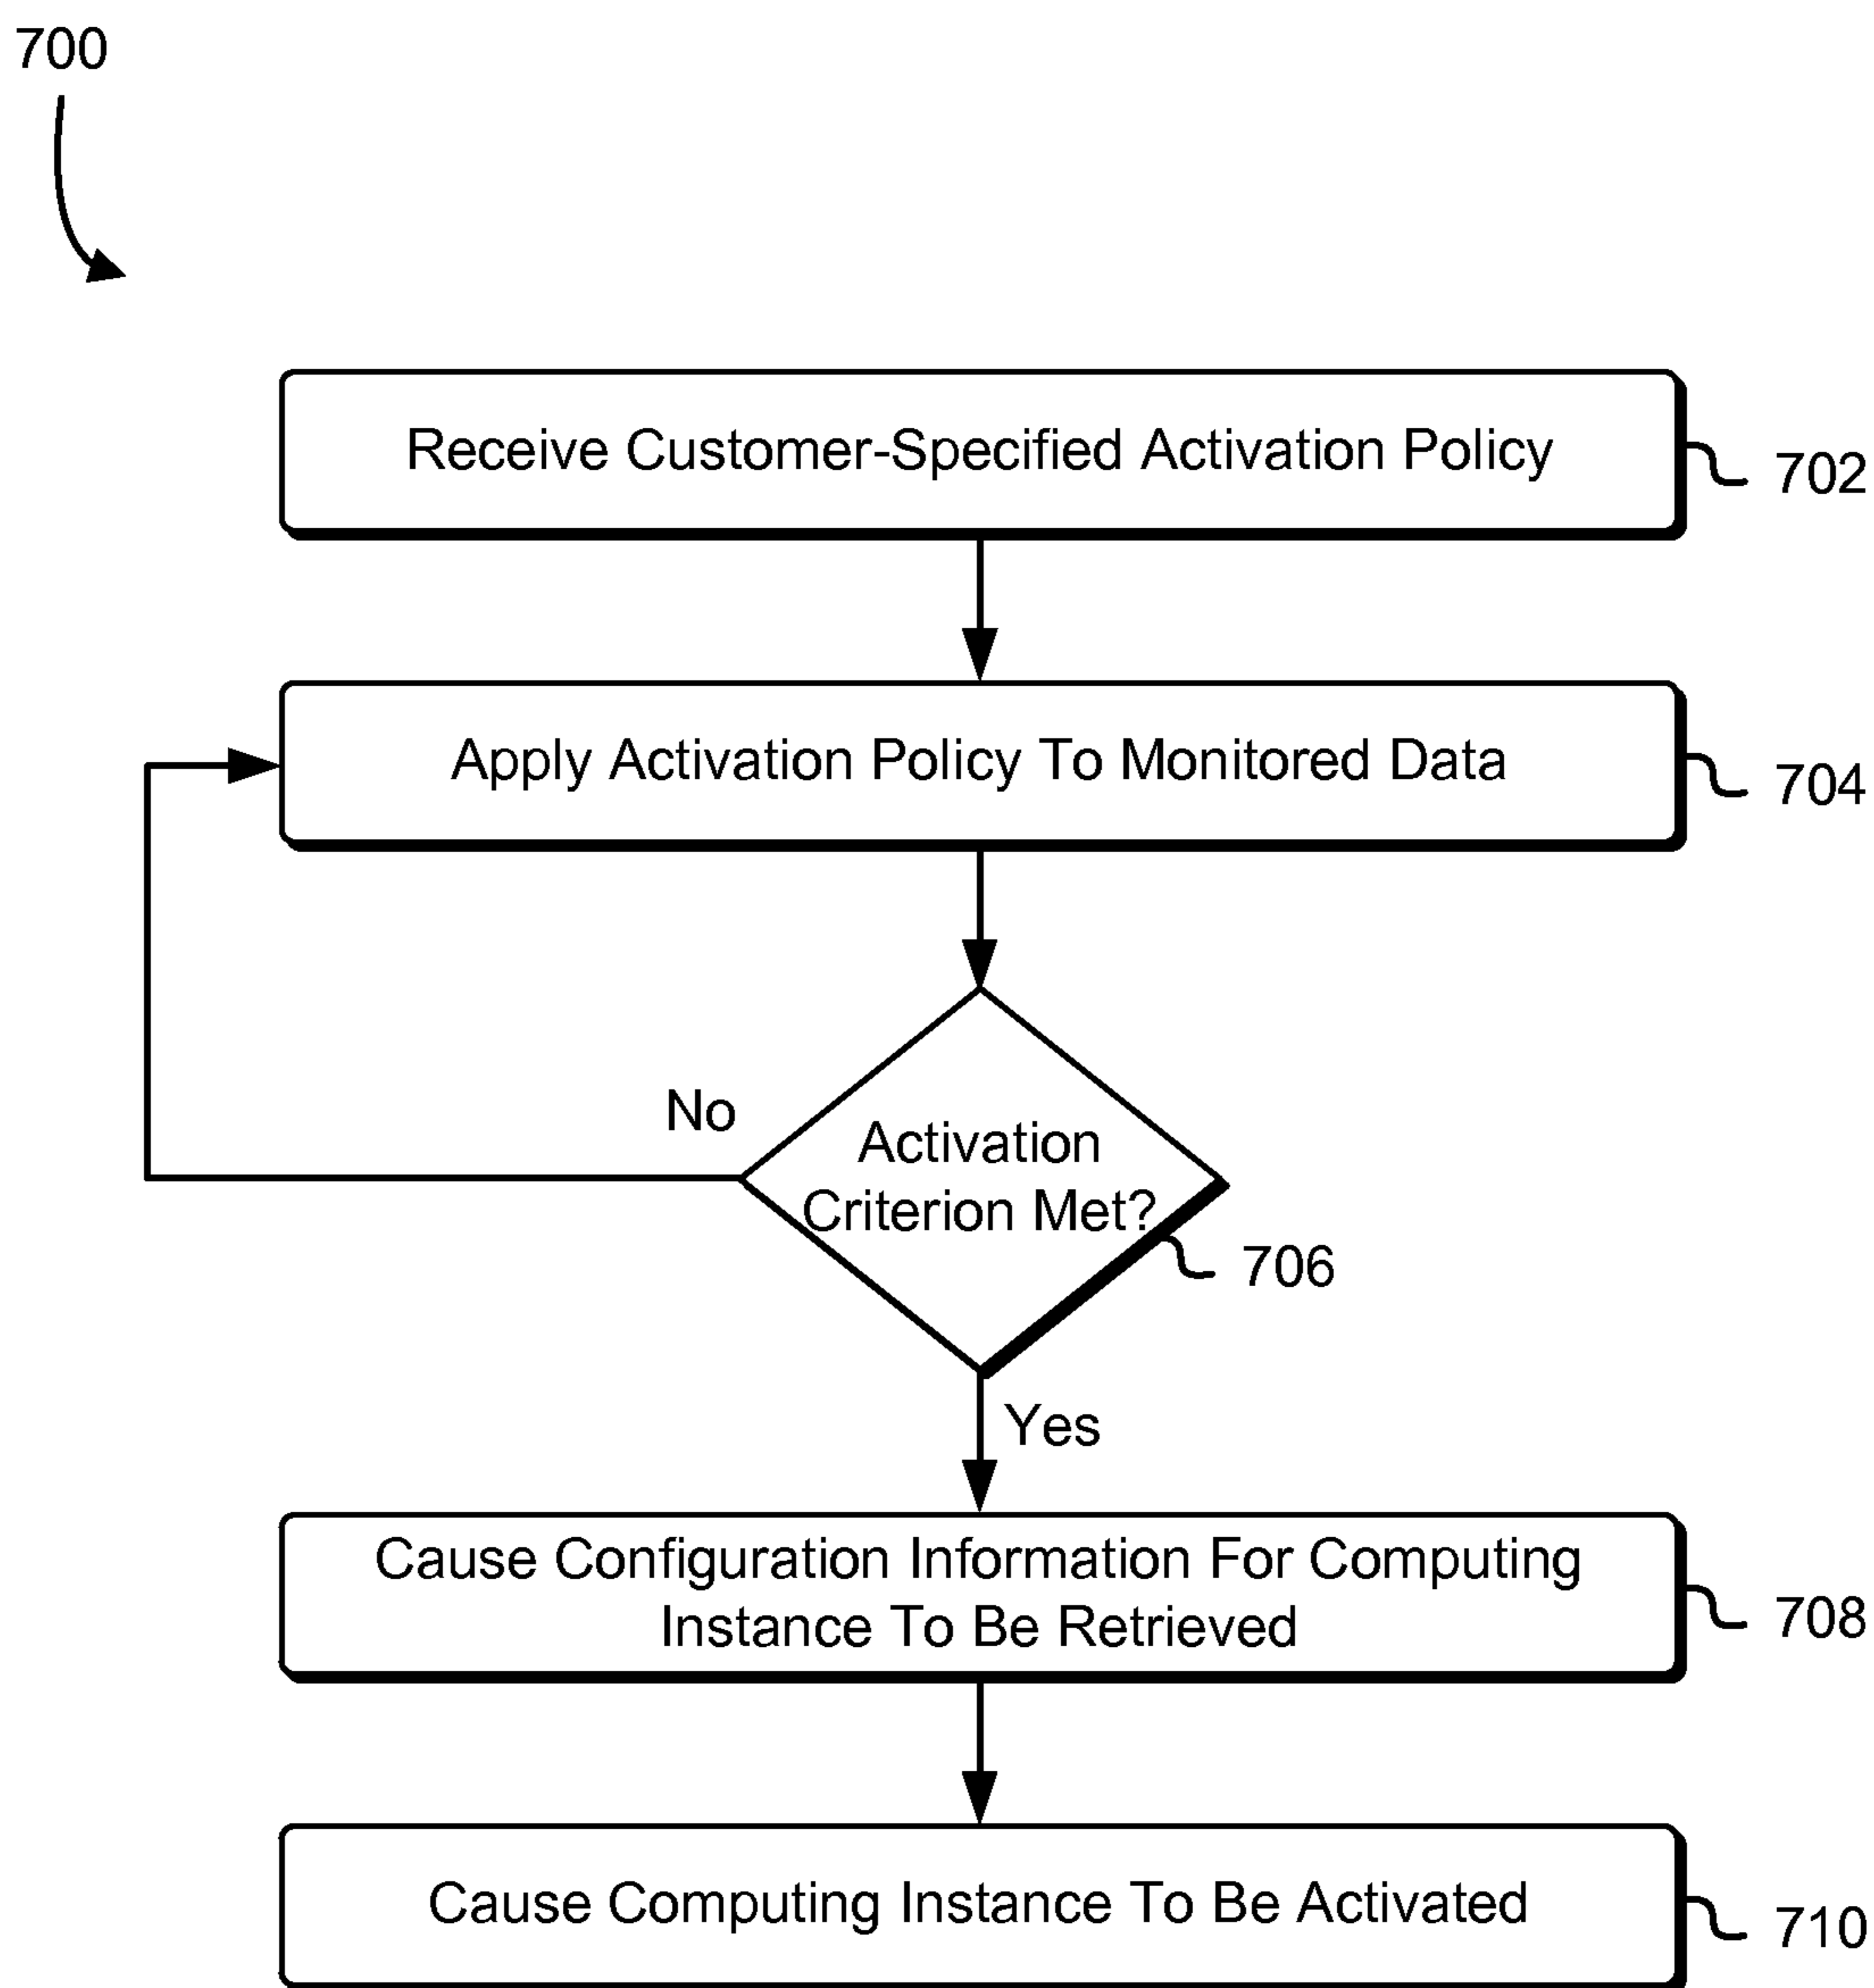 700
Receive Customer-Specified Activation Policy
702
Apply Activation Policy To Monitored Data
704
No
Activation
Criterion Met?
706
Yes
Cause Configuration Information For Computing
Instance To Be Retrieved
708
Cause Computing Instance To Be Activated
710